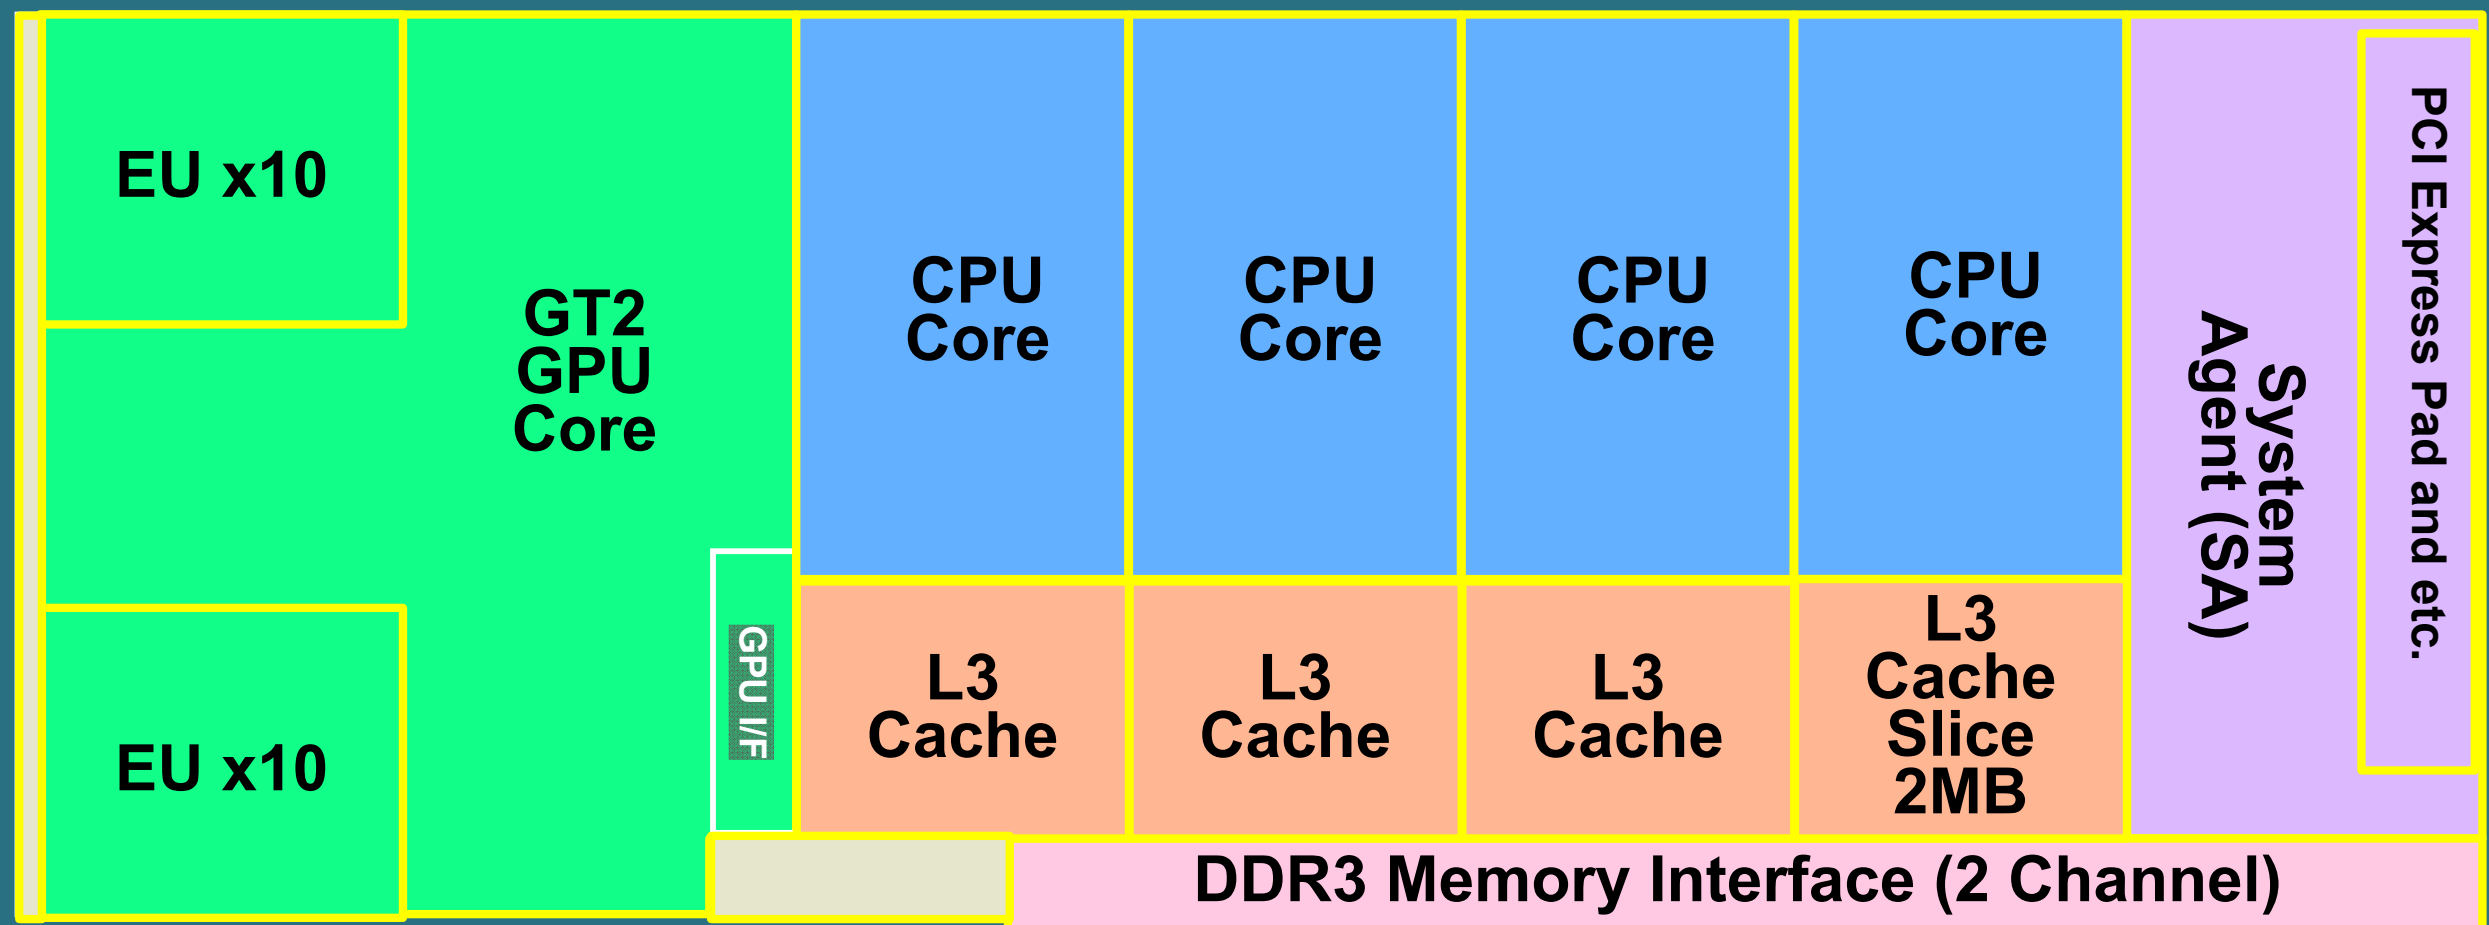 EU x10
GT2
GPU
Core
EU x10
GPU I/F
CPU
Core
CPU
Core
CPU
Core
CPU
Core
L3
Cache
L3
Cache
L3
Cache
L3
Cache
Slice
2MB
System
Agent (SA)
PCI Express Pad and etc.
DDR3 Memory Interface (2 Channel)